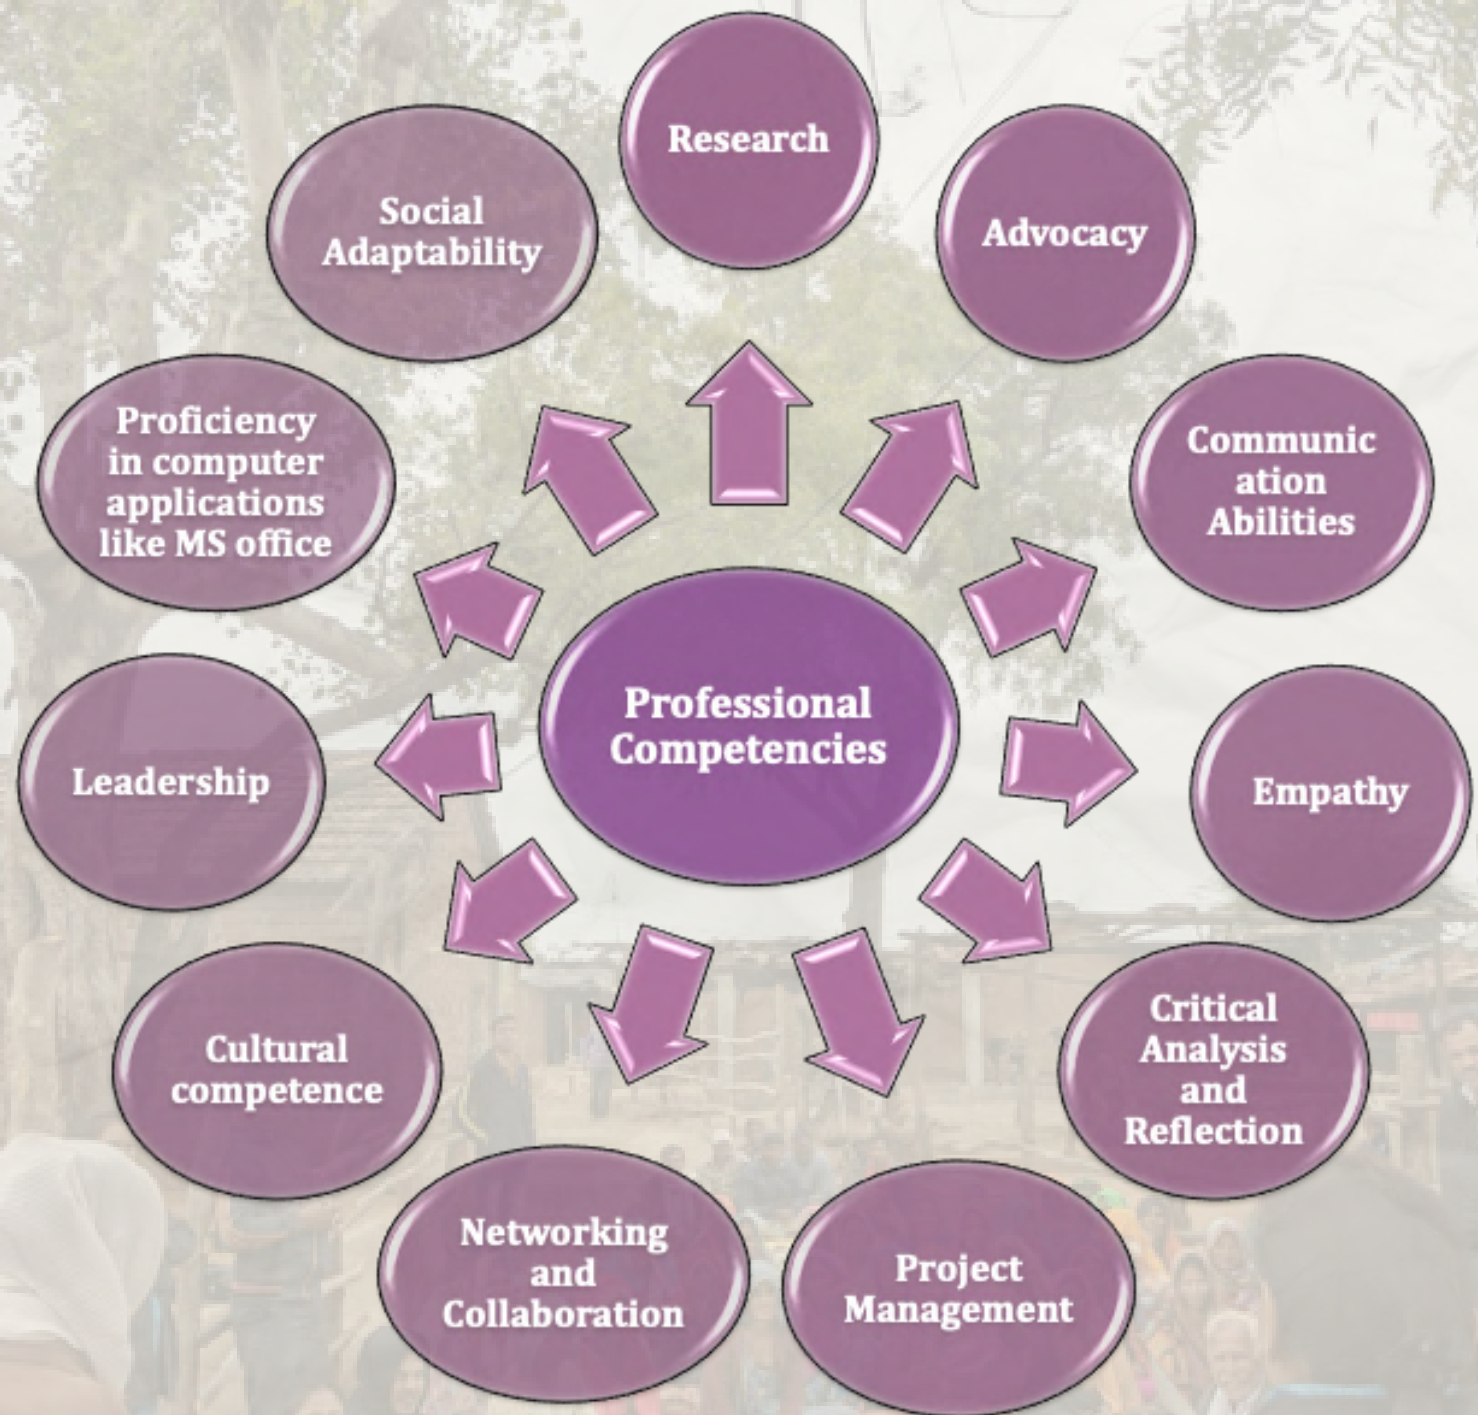 Research
Social
Adaptability
Advocacy
Proficiency
in computer
applications
like MS office
Communic
ation
Abilities
Professional
Competencies
Leadership
Empathy
Cultural
competence
Critical
Analysis
and
Reflection
Networking
and
Collaboration
Project
Management